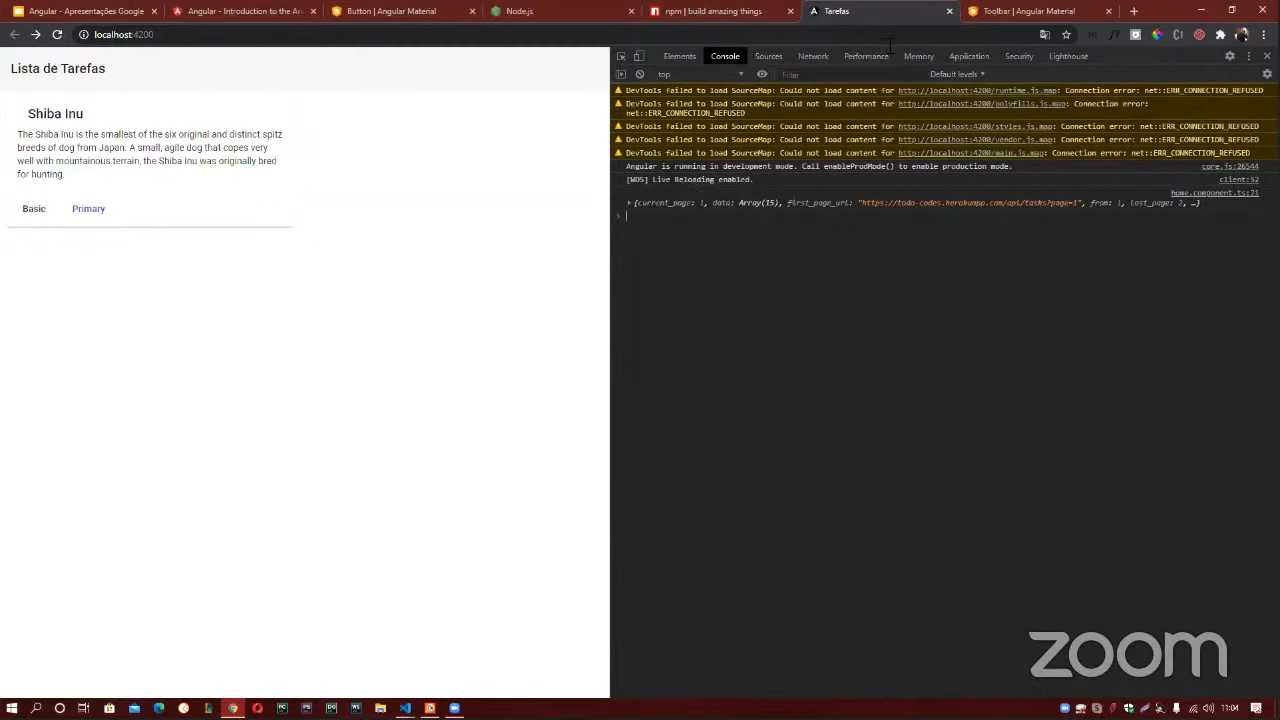 Angular - Apresentações Google
Angular - Introduction to the An
Button | Angular Material
Node.js
npm | build amazing things
Tarefas
Toolbar | Angular Material
localhost:4200
Lista de Tarefas
Shiba Inu
The Shiba Inu is the smallest of the six original and distinct spitz
breeds of dog from Japan. A small, agile dog that copes very
well with mountainous terrain, the Shiba Inu was originally bred
for hunting.
Basic Primary
Elements Console Sources Network Performance Memory Application Security Lighthouse
top Filter Default levels
DevTools failed to load SourceMap: Could not load content for http://localhost:4200/runtime.js.map: Connection error: net::ERR_CONNECTION_REFUSED
DevTools failed to load SourceMap: Could not load content for http://localhost:4200/polyfills.js.map: Connection error:
net::ERR_CONNECTION_REFUSED
DevTools failed to load SourceMap: Could not load content for http://localhost:4200/styles.js.map: Connection error: net::ERR_CONNECTION_REFUSED
DevTools failed to load SourceMap: Could not load content for http://localhost:4200/vendor.js.map: Connection error: net::ERR_CONNECTION_REFUSED
DevTools failed to load SourceMap: Could not load content for http://localhost:4200/main.js.map: Connection error: net::ERR_CONNECTION_REFUSED
Angular is running in development mode. Call enableProdMode() to enable production mode. core.js:26544
[WDS] Live Reloading enabled. client:52
home.component.ts:21
{current_page: 1, data: Array(15), first_page_url: "https://todo-codes.herokuapp.com/api/tasks?page=1", from: 1, last_page: 2, …}
zoom
11:04